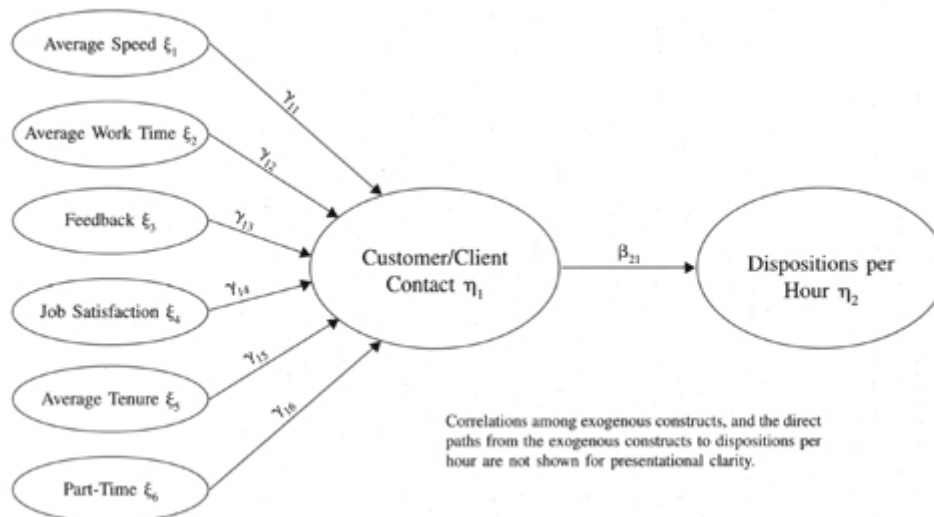 Average Speed ξ₁
γ₁₁
Average Work Time ξ₂
γ₁₂
Feedback ξ₃
γ₁₃
Job Satisfaction ξ₄
γ₁₄
Average Tenure ξ₅
γ₁₅
Part-Time ξ₆
γ₁₆
Customer/Client
Contact η₁
β₂₁
Dispositions per
Hour η₂
Correlations among exogenous constructs, and the direct
paths from the exogenous constructs to dispositions per
hour are not shown for presentational clarity.